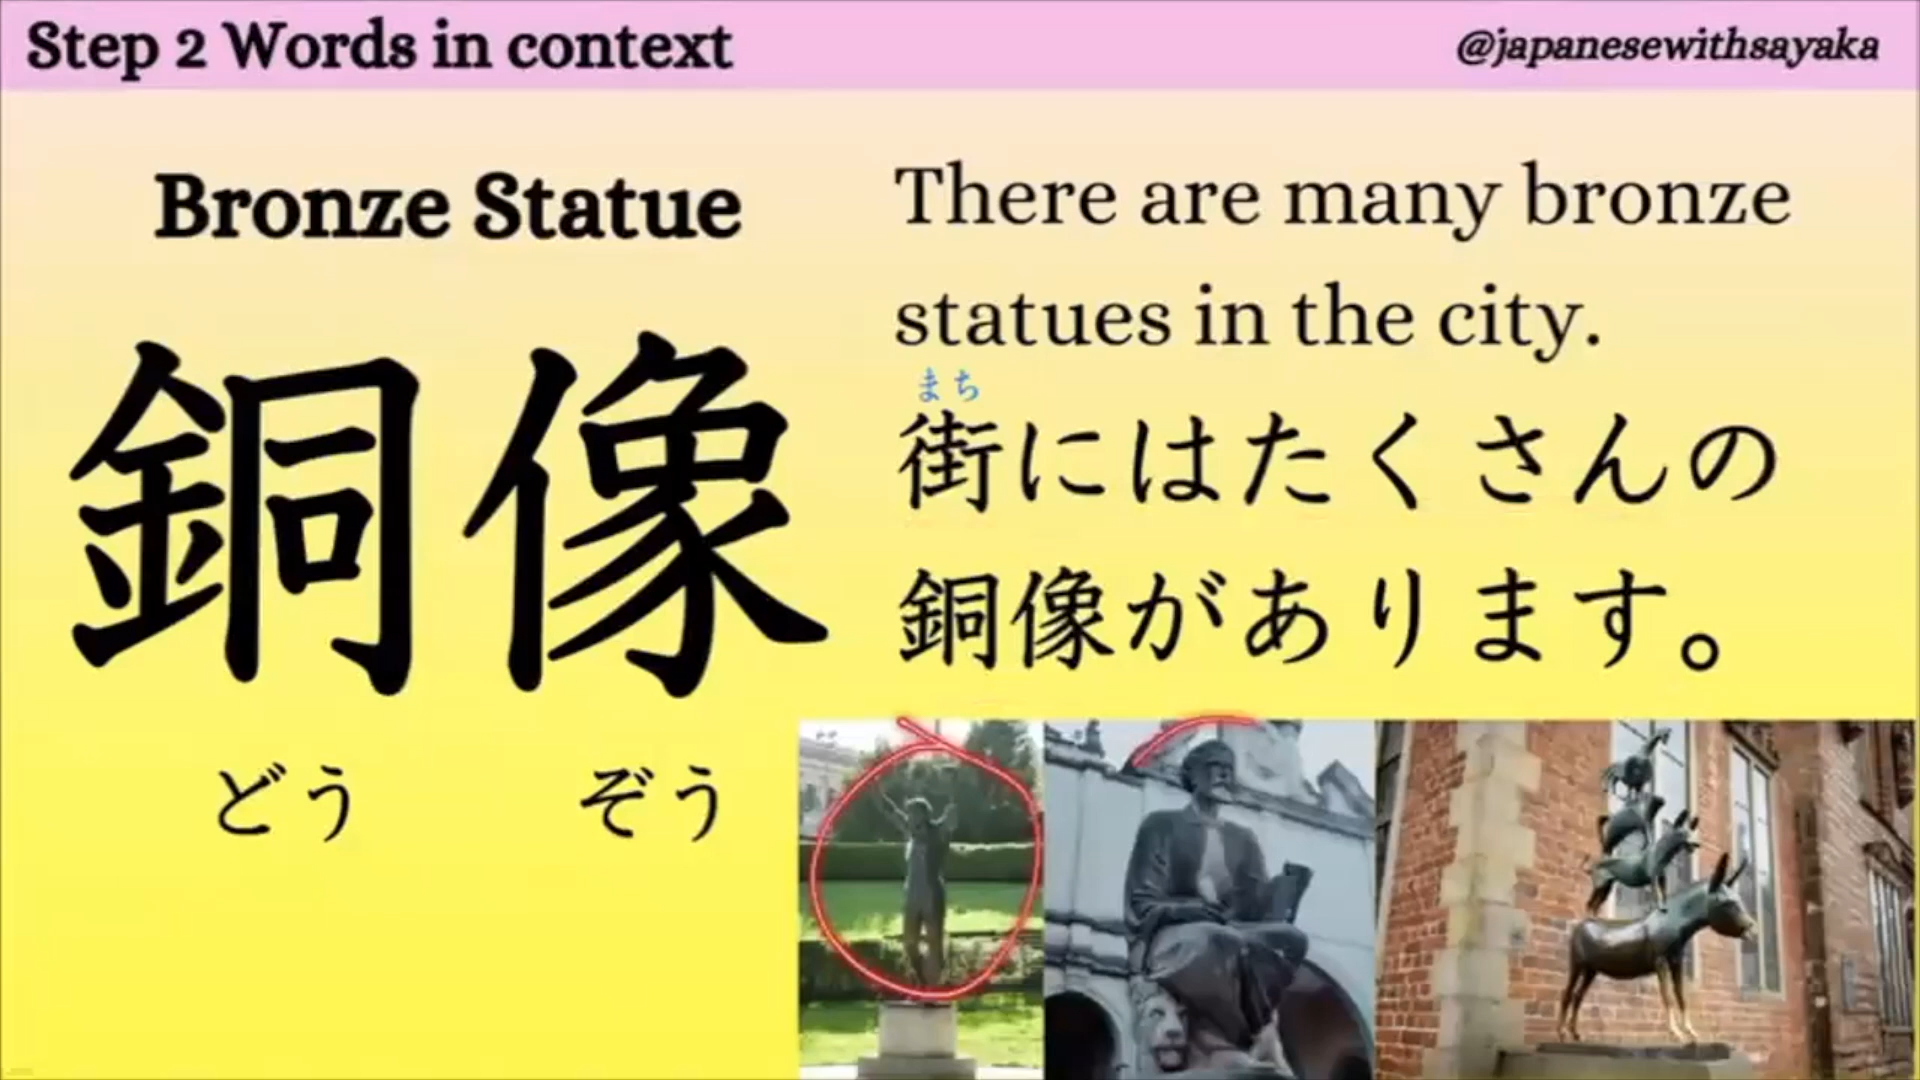 Step 2 Words in context
@japanesewithsayaka
Bronze Statue
銅像
どう ぞう
There are many bronze
statues in the city.
まち
街にはたくさんの
銅像があります。